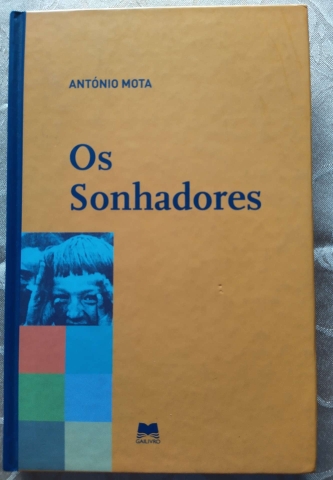 ANTÓNIO MOTA
Os
Sonhadores
GAILIVRO